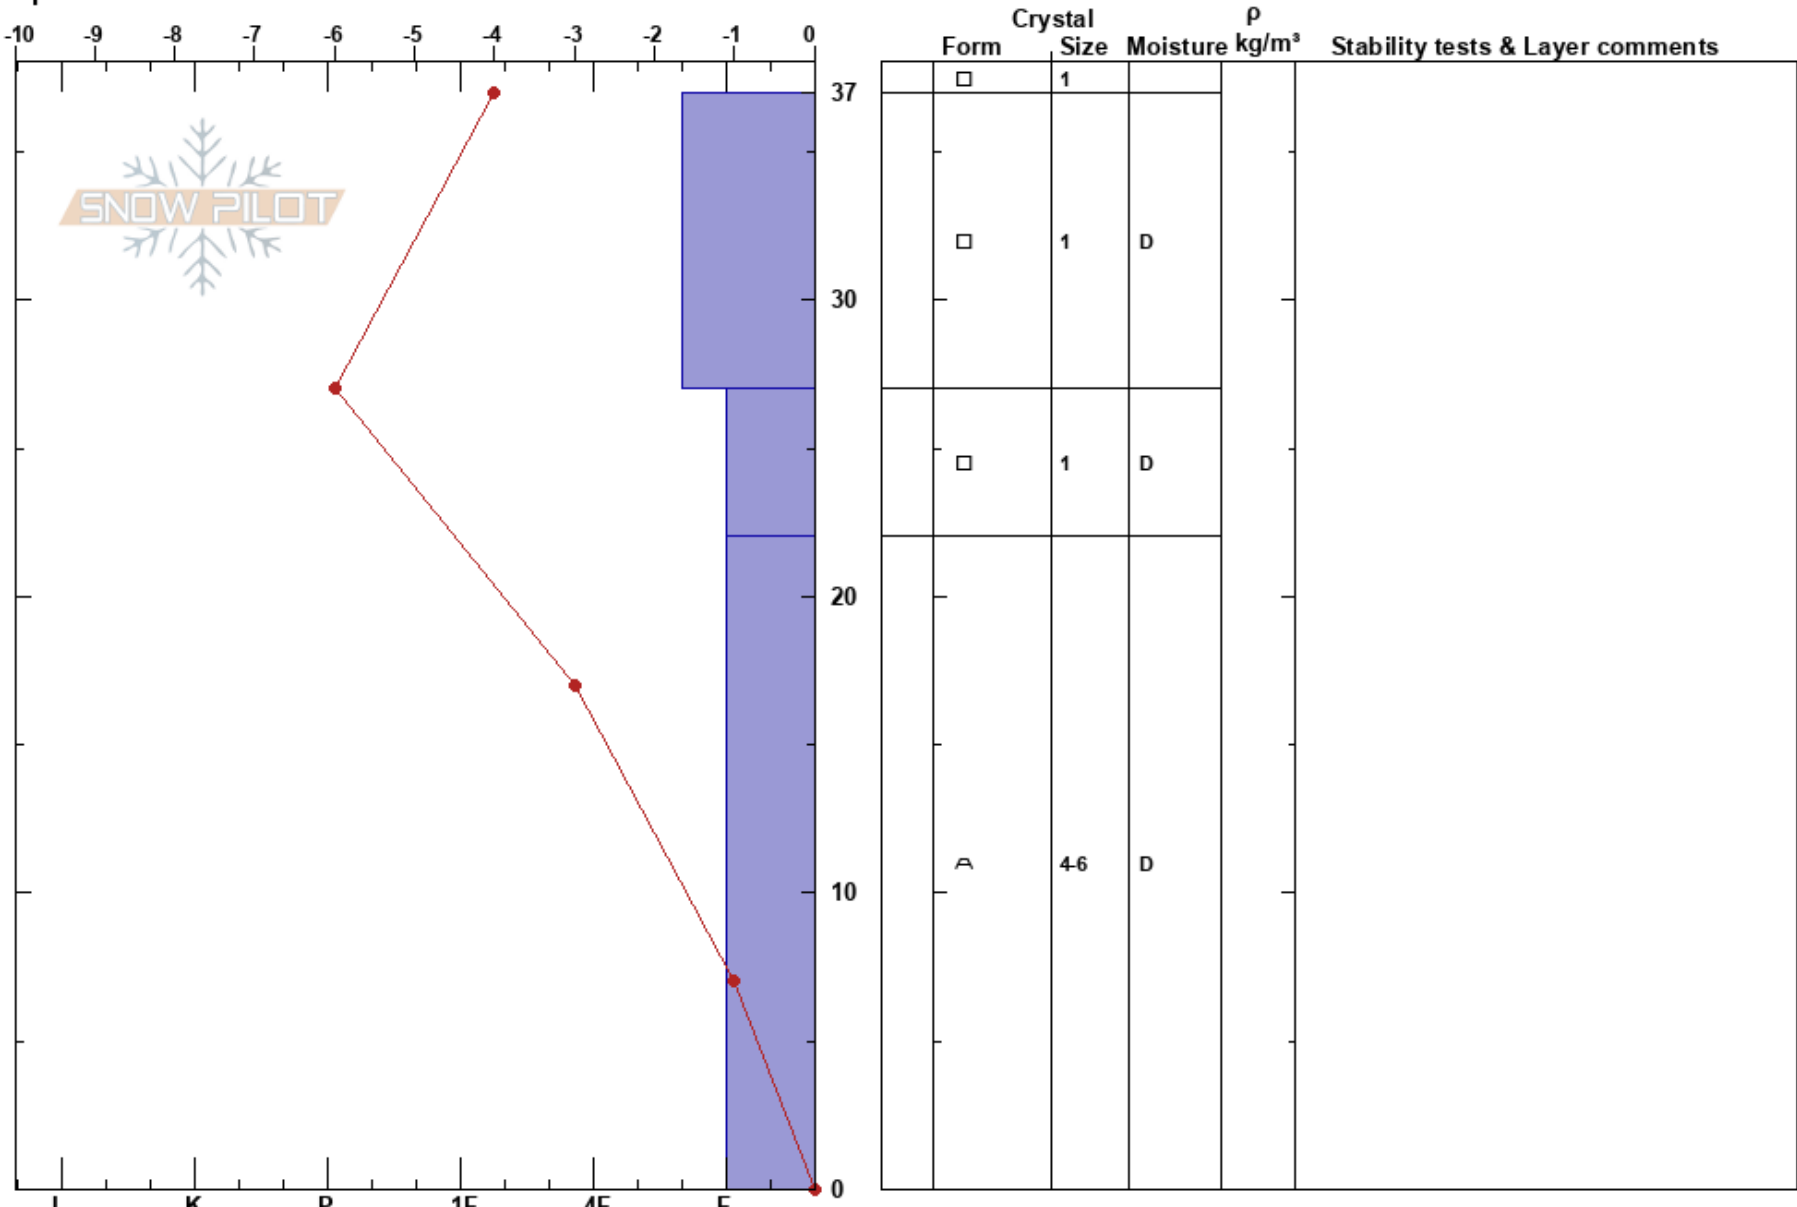 Crystal ρ
-10 -9 -8 -7 -6 -5 -4 -3 -2 -1 0
Form Size Moisture kg/m³ Stability tests & Layer comments
1
37
SNOW PILOT
1 D
30
1 D
20
4-6 D
10
0